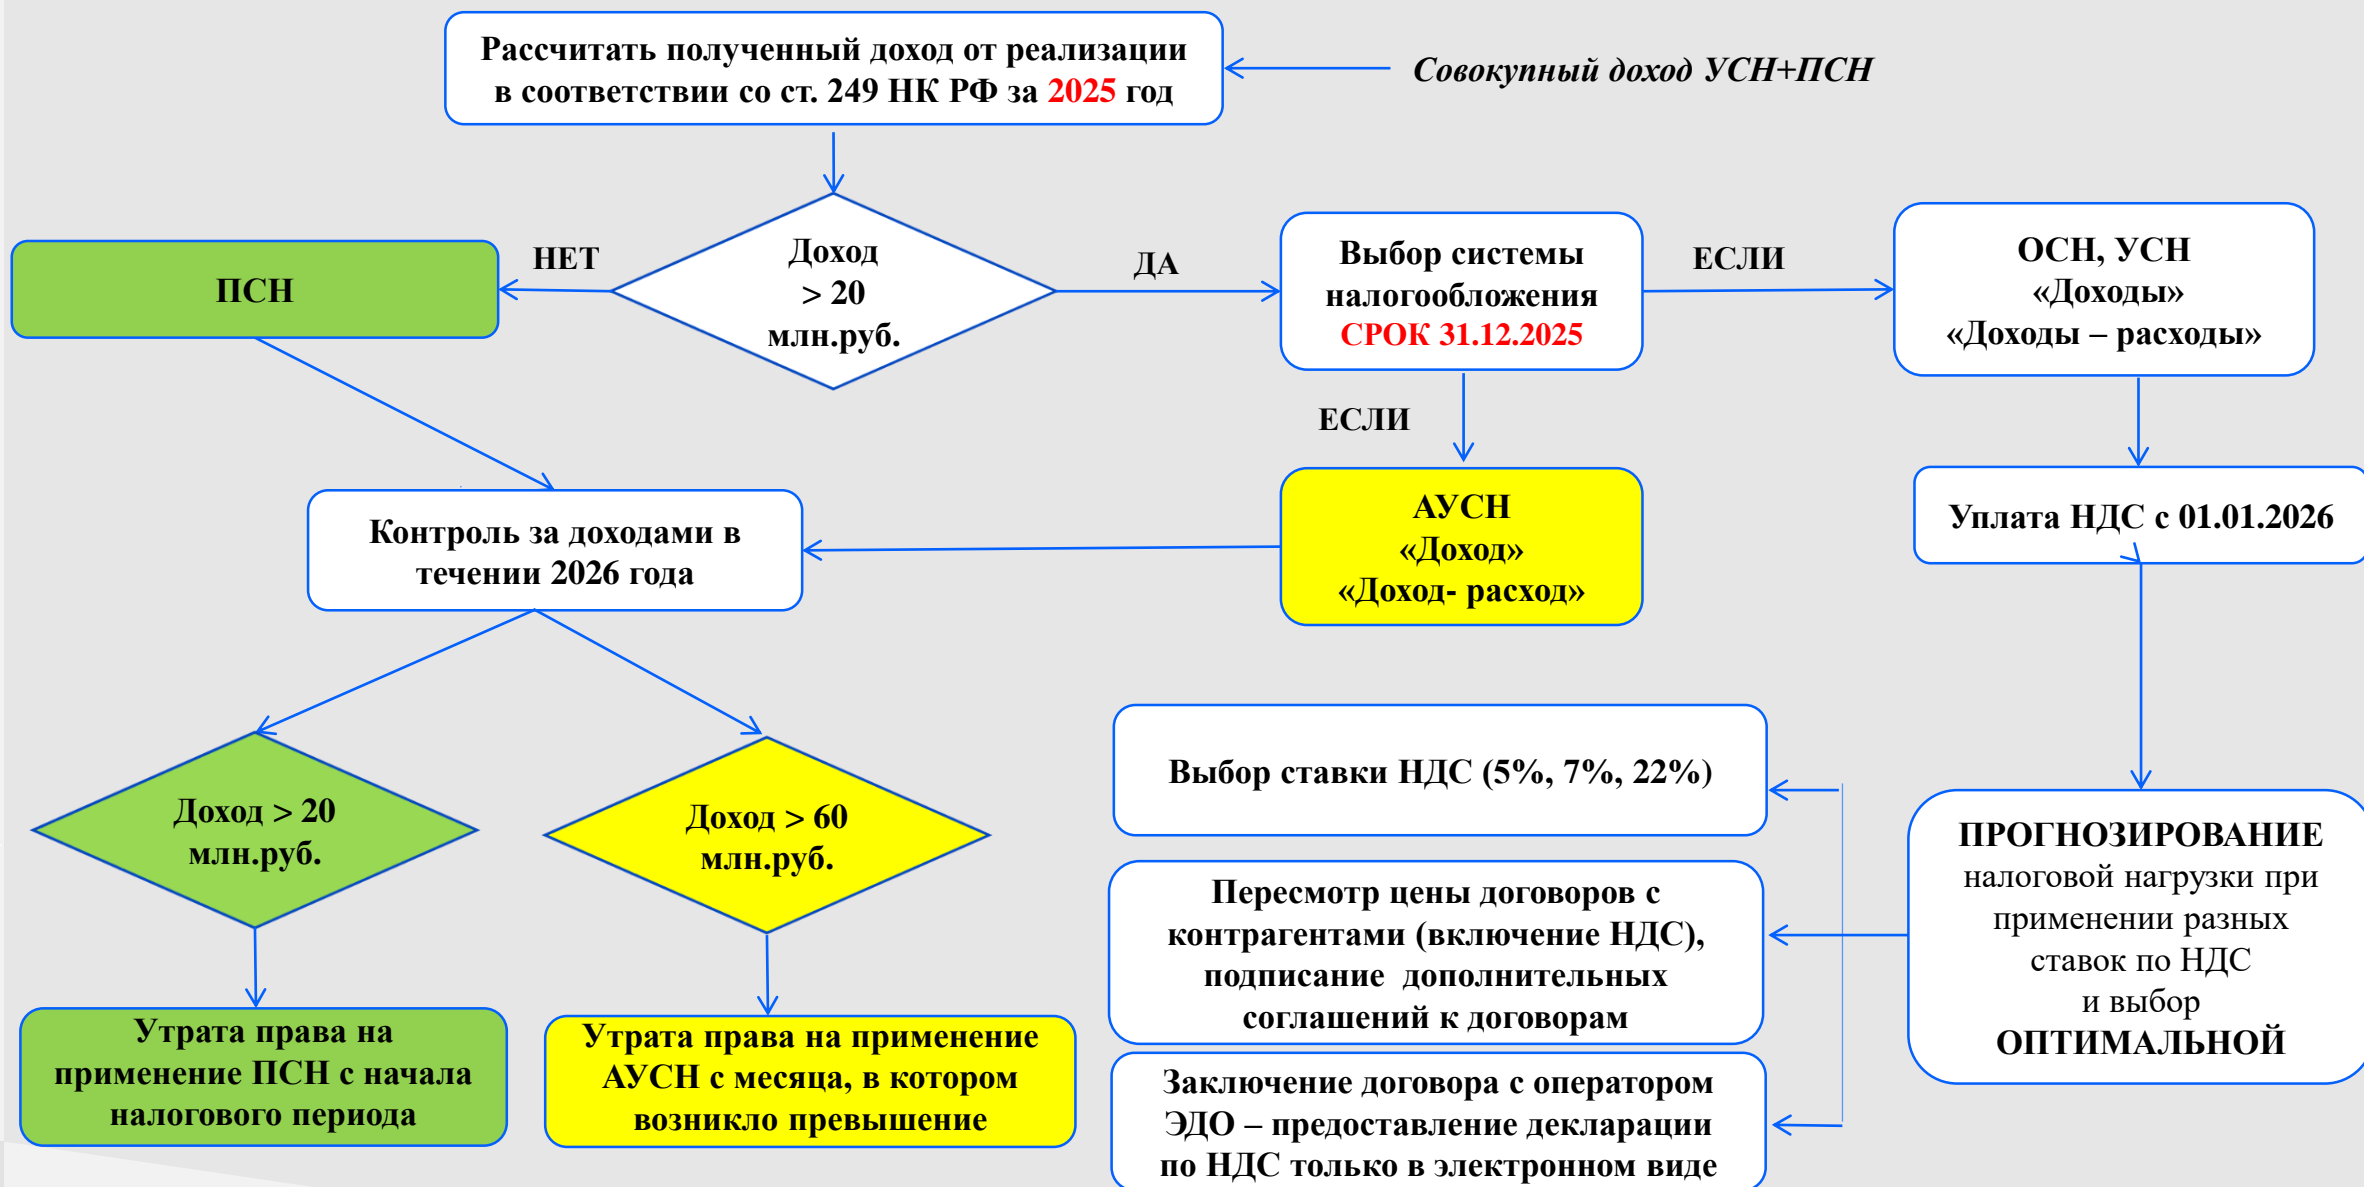 Рассчитать полученный доход от реализации
в соответствии со ст. 249 НК РФ за 2025 год
Совокупный доход УСН+ПСН
ПСН
НЕТ
Доход
> 20
млн.руб.
ДА
Выбор системы
налогообложения
СРОК 31.12.2025
ЕСЛИ
ОСН, УСН
«Доходы»
«Доходы – расходы»
ЕСЛИ
Контроль за доходами в
течении 2026 года
АУСН
«Доход»
«Доход- расход»
Уплата НДС с 01.01.2026
Доход > 20
млн.руб.
Доход > 60
млн.руб.
Выбор ставки НДС (5%, 7%, 22%)
Пересмотр цены договоров с
контрагентами (включение НДС),
подписание дополнительных
соглашений к договорам
ПРОГНОЗИРОВАНИЕ
налоговой нагрузки при
применении разных
ставок по НДС
и выбор
ОПТИМАЛЬНОЙ
Утрата права на
применение ПСН с начала
налогового периода
Утрата права на применение
АУСН с месяца, в котором
возникло превышение
Заключение договора с оператором
ЭДО – предоставление декларации
по НДС только в электронном виде